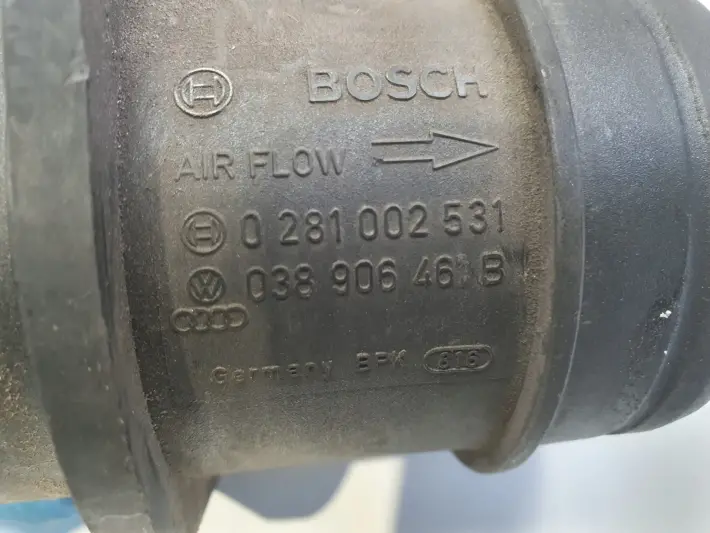 BOSCH
AIR FLOW
0 281 002 531
038 906 461 B
Germany BPK 816